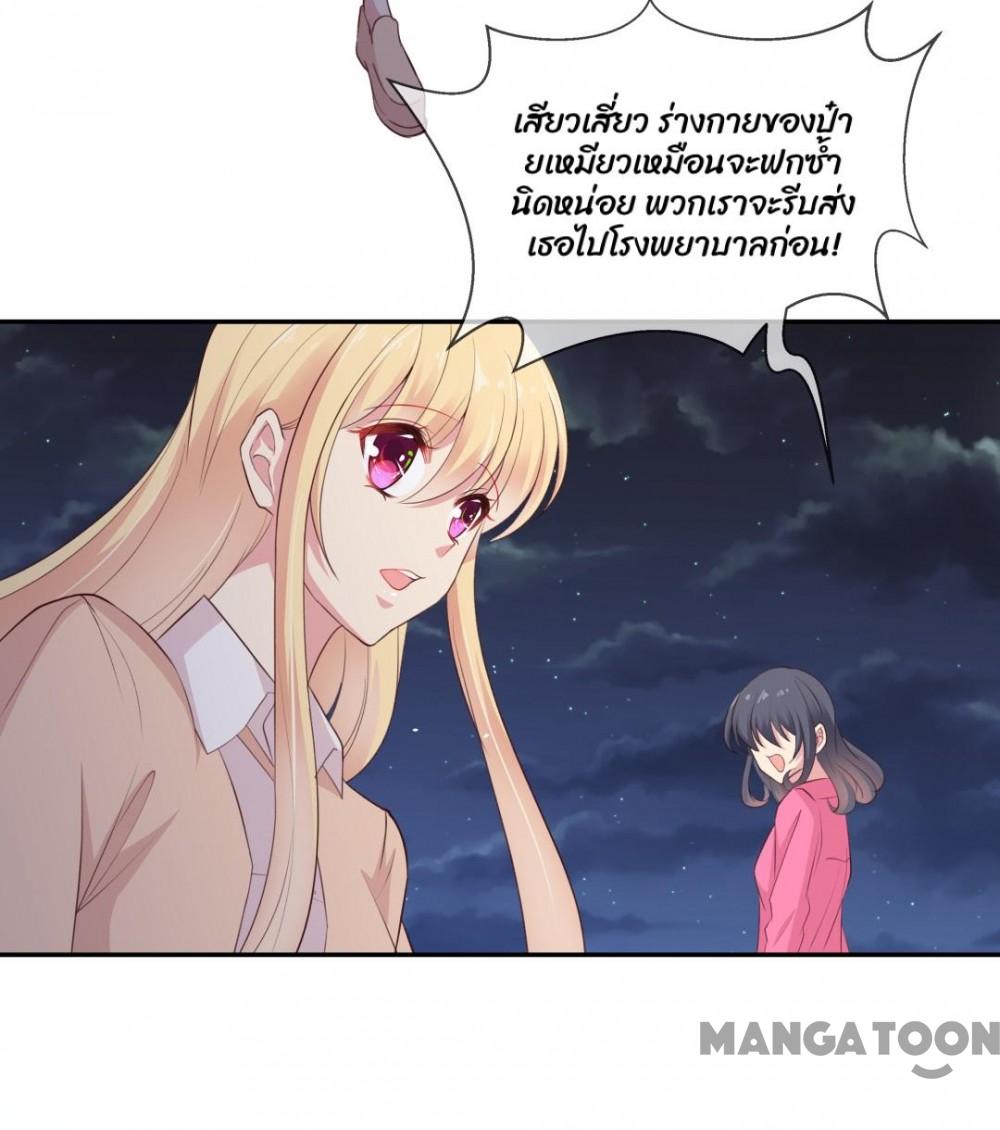 เสียวเสี่ยว ร่างกายของป๋า
ยเหมียวเหมือนจะฟกซ้ำ
นิดหน่อย พวกเราจะรีบส่ง
เธอไปโรงพยาบาลก่อน!
MANGATOON